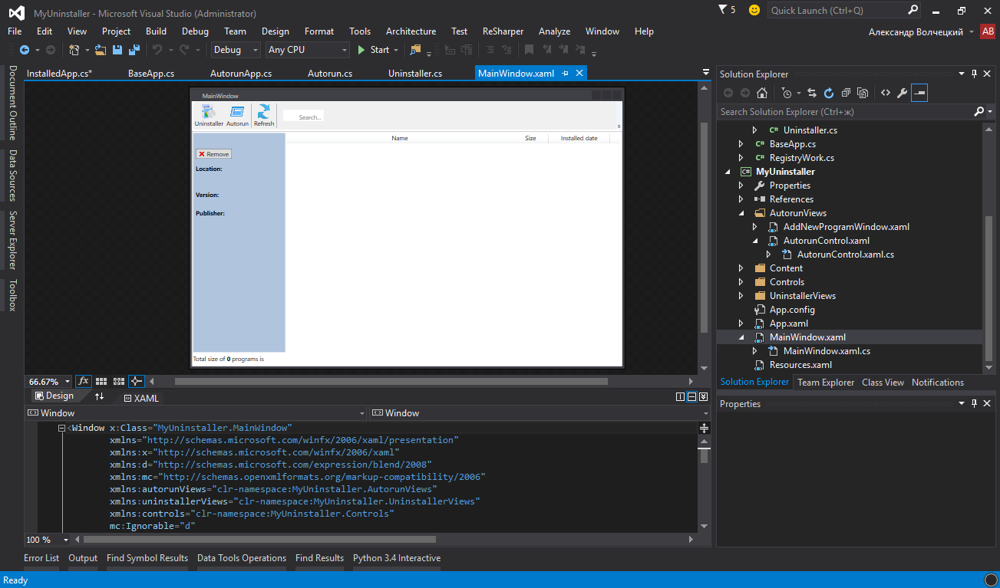 MyUninstaller - Microsoft Visual Studio (Administrator)
5
Quick Launch (Ctrl+Q)
File Edit View Project Build Debug Team Design Format Tools Architecture Test ReSharper Analyze Window Help
Александр Волчецкий AB
Debug Any CPU Start
Document Outline
Data Sources
Server Explorer
Toolbox
InstalledApp.cs* BaseApp.cs AutorunApp.cs Autorun.cs Uninstaller.cs MainWindow.xaml
MainWindow
Uninstaller Autorun Refresh Search...
Name Size Installed date
Remove
Location:
Version:
Publisher:
Total size of 0 programs is
66.67% fx
Design XAML
Window Window
<Window x:Class="MyUninstaller.MainWindow"
xmlns="http://schemas.microsoft.com/winfx/2006/xaml/presentation"
xmlns:x="http://schemas.microsoft.com/winfx/2006/xaml"
xmlns:d="http://schemas.microsoft.com/expression/blend/2008"
xmlns:mc="http://schemas.openxmlformats.org/markup-compatibility/2006"
xmlns:autorunViews="clr-namespace:MyUninstaller.AutorunViews"
xmlns:uninstallerViews="clr-namespace:MyUninstaller.UninstallerViews"
xmlns:controls="clr-namespace:MyUninstaller.Controls"
mc:Ignorable="d"
100 %
Solution Explorer
Search Solution Explorer (Ctrl+ж)
C# Uninstaller.cs
C# BaseApp.cs
C# RegistryWork.cs
C# MyUninstaller
Properties
References
AutorunViews
AddNewProgramWindow.xaml
AutorunControl.xaml
AutorunControl.xaml.cs
Content
Controls
UninstallerViews
App.config
App.xaml
MainWindow.xaml
MainWindow.xaml.cs
Resources.xaml
Solution Explorer Team Explorer Class View Notifications
Properties
Error List Output Find Symbol Results Data Tools Operations Find Results Python 3.4 Interactive
Ready